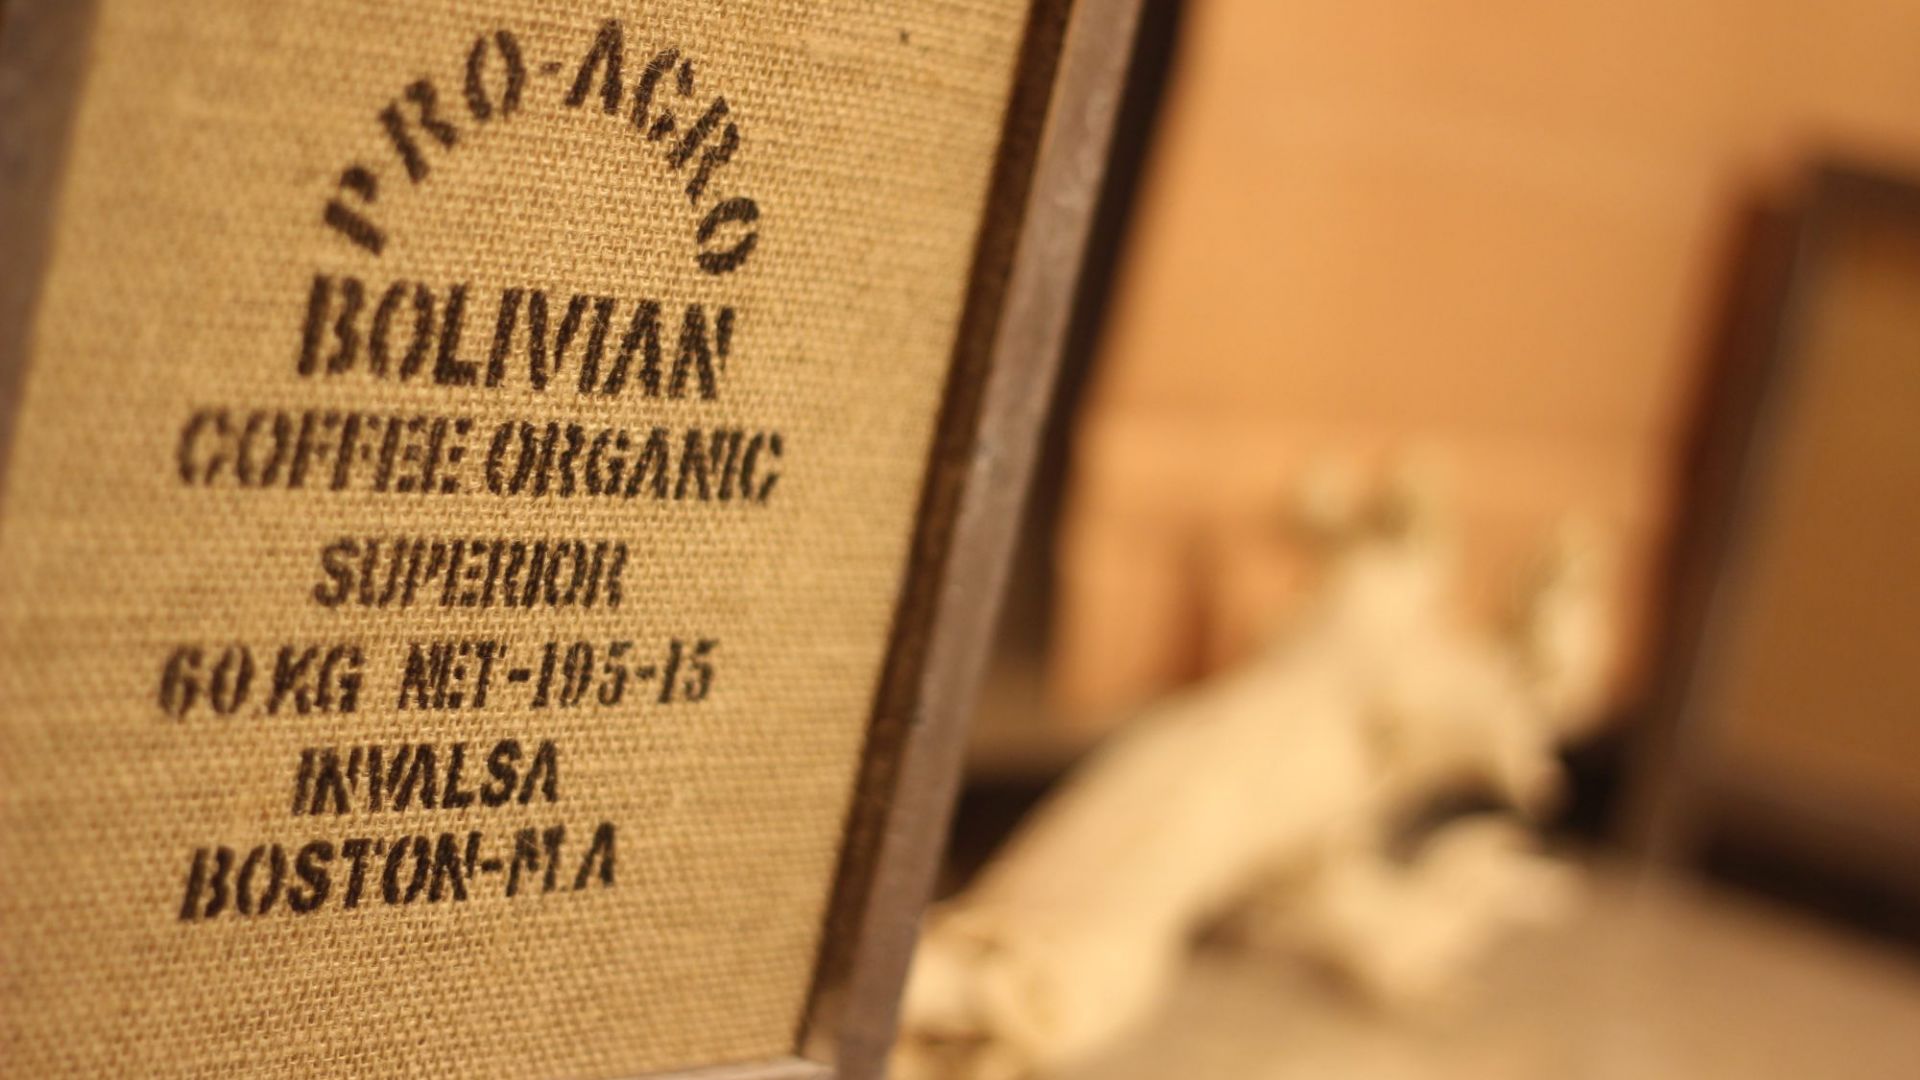 PRO-AGRO
BOLIVIAN
COFFEE ORGANIC
SUPERIOR
60 KG NET-195-15
INVALSA
BOSTON-MA